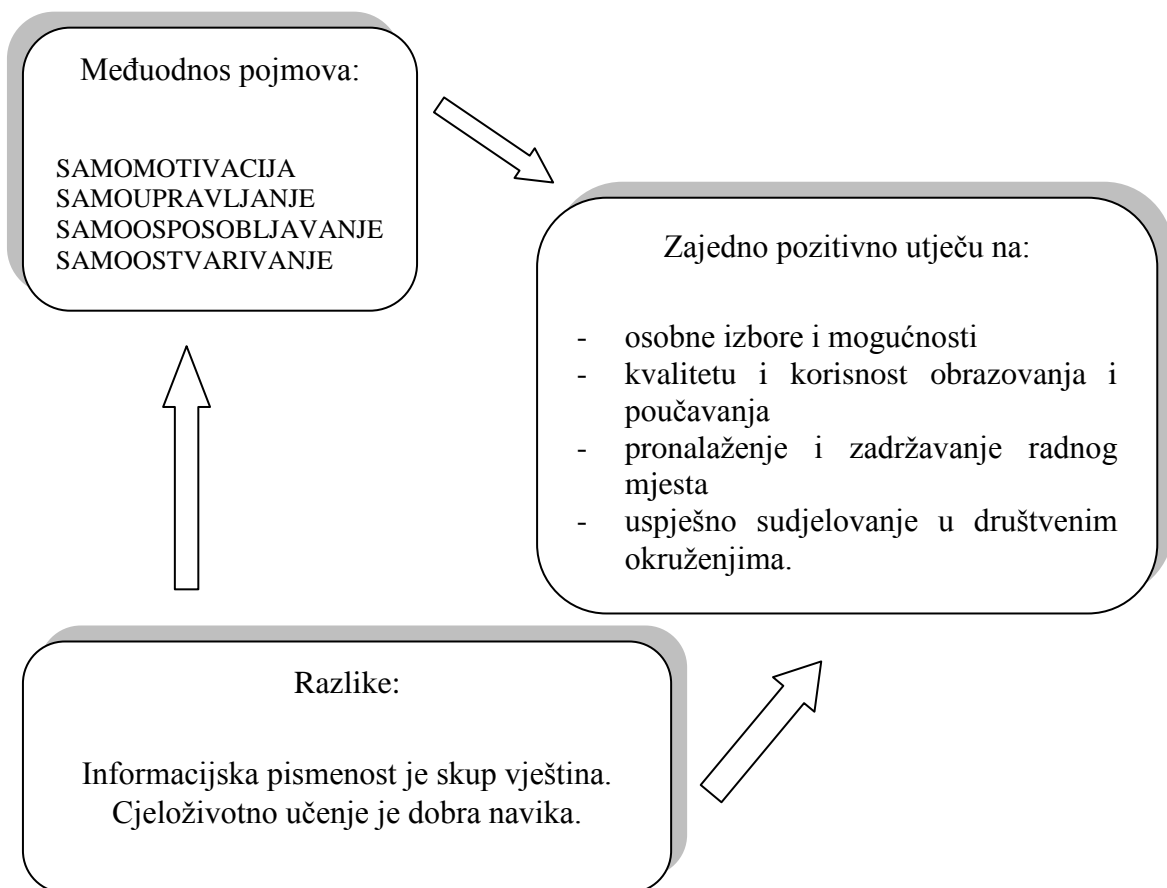 Međuodnos pojmova:
SAMOMOTIVACIJA
SAMOUPRAVLJANJE
SAMOOSPOSOBLJAVANJE
SAMOOSTVARIVANJE
Zajedno pozitivno utječu na:
- osobne izbore i mogućnosti
- kvalitetu i korisnost obrazovanja i
poučavanja
- pronalaženje i zadržavanje radnog
mjesta
- uspješno sudjelovanje u društvenim
okruženjima.
Razlike:
Informacijska pismenost je skup vještina.
Cjeloživotno učenje je dobra navika.